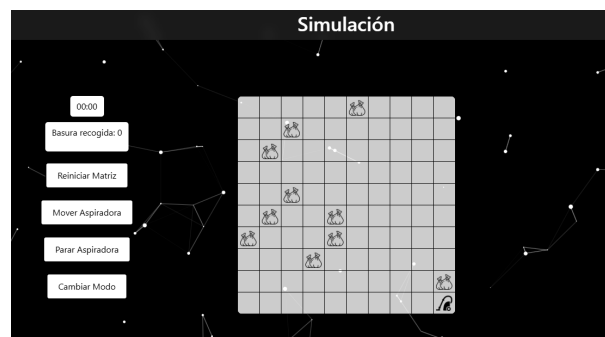 Simulación
00:00
Basura recogida: 0
Reiniciar Matriz
Mover Aspiradora
Parar Aspiradora
Cambiar Modo